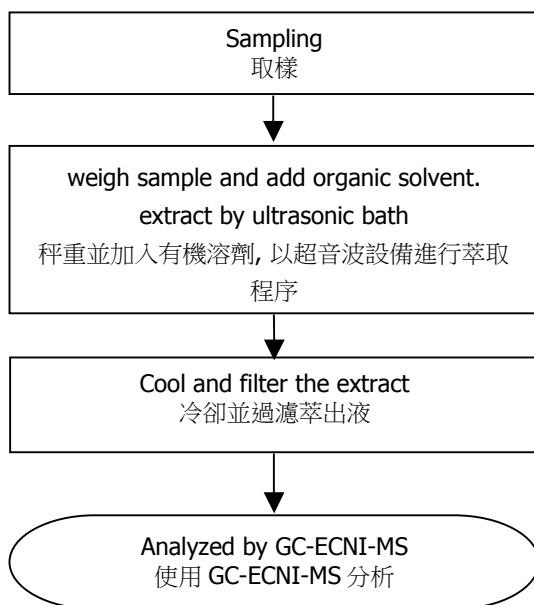 Sampling
取樣
weigh sample and add organic solvent.
extract by ultrasonic bath
秤重並加入有機溶劑, 以超音波設備進行萃取
程序
Cool and filter the extract
冷卻並過濾萃出液
Analyzed by GC-ECNI-MS
使用 GC-ECNI-MS 分析